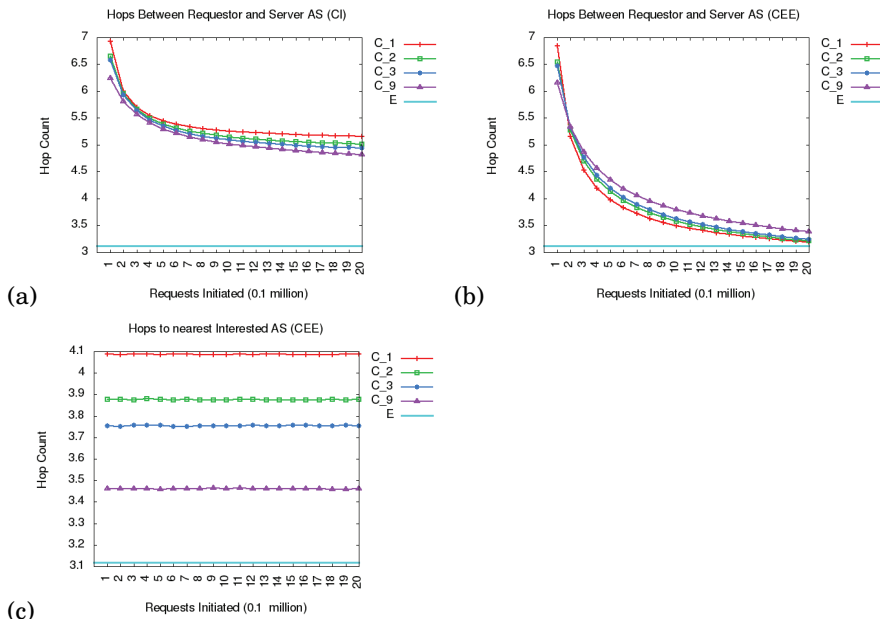 Hops Between Requestor and Server AS (CI)
7
6.5
6
5.5
5
4.5
4
3.5
3
Hop Count
1 2 3 4 5 6 7 8 9 10 11 12 13 14 15 16 17 18 19 20
Requests Initiated (0.1 million)
C_1
C_2
C_3
C_9
E
(a)
Hops Between Requestor and Server AS (CEE)
7
6.5
6
5.5
5
4.5
4
3.5
3
Hop Count
1 2 3 4 5 6 7 8 9 10 11 12 13 14 15 16 17 18 19 20
Requests Initiated (0.1 million)
C_1
C_2
C_3
C_9
E
(b)
Hops to nearest Interested AS (CEE)
4.1
4
3.9
3.8
3.7
3.6
3.5
3.4
3.3
3.2
3.1
Hop Count
1 2 3 4 5 6 7 8 9 10 11 12 13 14 15 16 17 18 19 20
Requests Initiated (0.1 million)
C_1
C_2
C_3
C_9
E
(c)